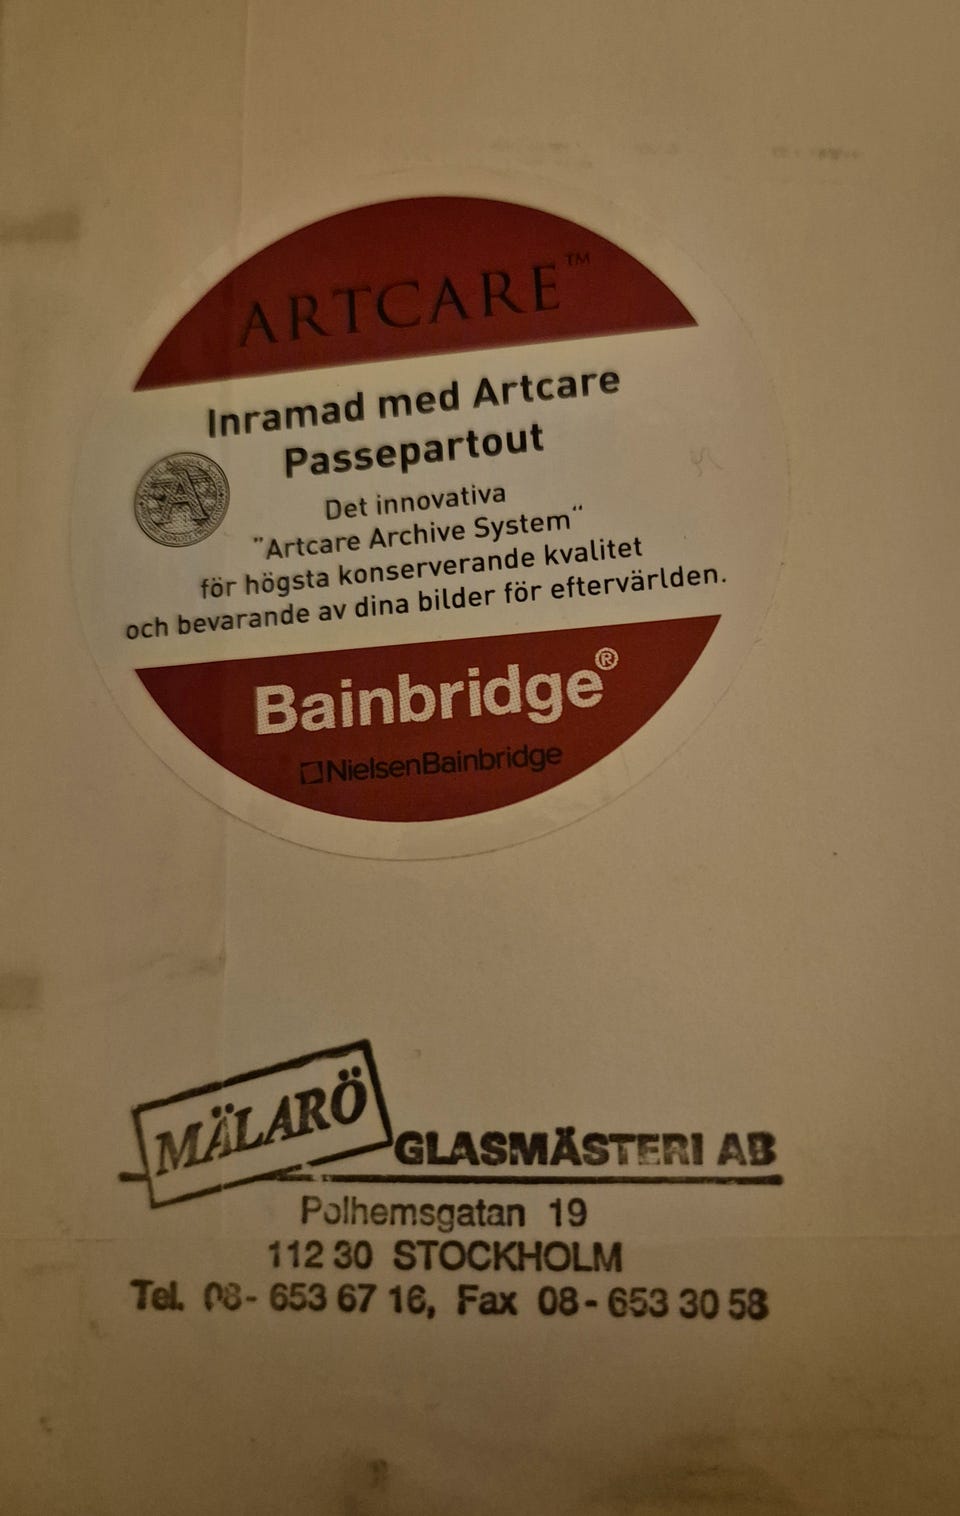 ARTCARE™
Inramad med Artcare
Passepartout
Det innovativa
"Artcare Archive System"
för högsta konserverande kvalitet
och bevarande av dina bilder för eftervärlden.
Bainbridge®
NielsenBainbridge
MÄLARÖ GLASMÄSTERI AB
Polhemsgatan 19
112 30 STOCKHOLM
Tel. 08-653 67 16, Fax 08-653 30 58